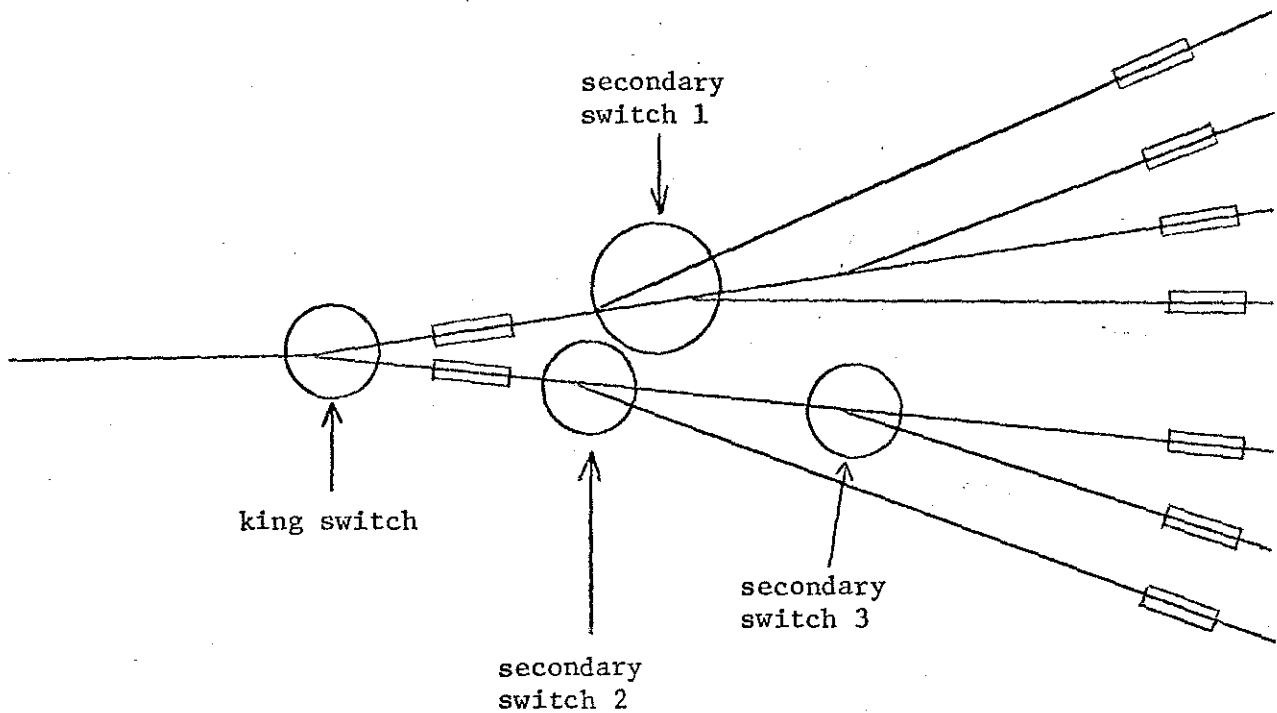 secondary
switch 1
king switch
secondary
switch 3
secondary
switch 2